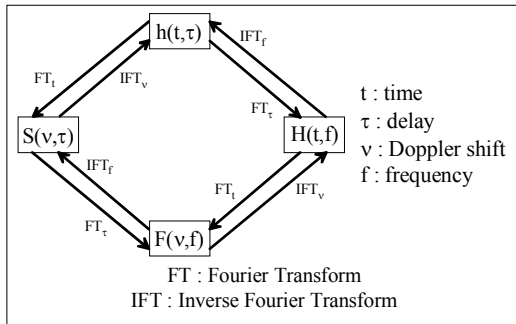 h(t,τ)
FTt
IFTν
FTτ
IFTf
S(ν,τ)
H(t,f)
FTτ
IFTf
FTt
IFTν
F(ν,f)
t : time
τ : delay
ν : Doppler shift
f : frequency
FT : Fourier Transform
IFT : Inverse Fourier Transform